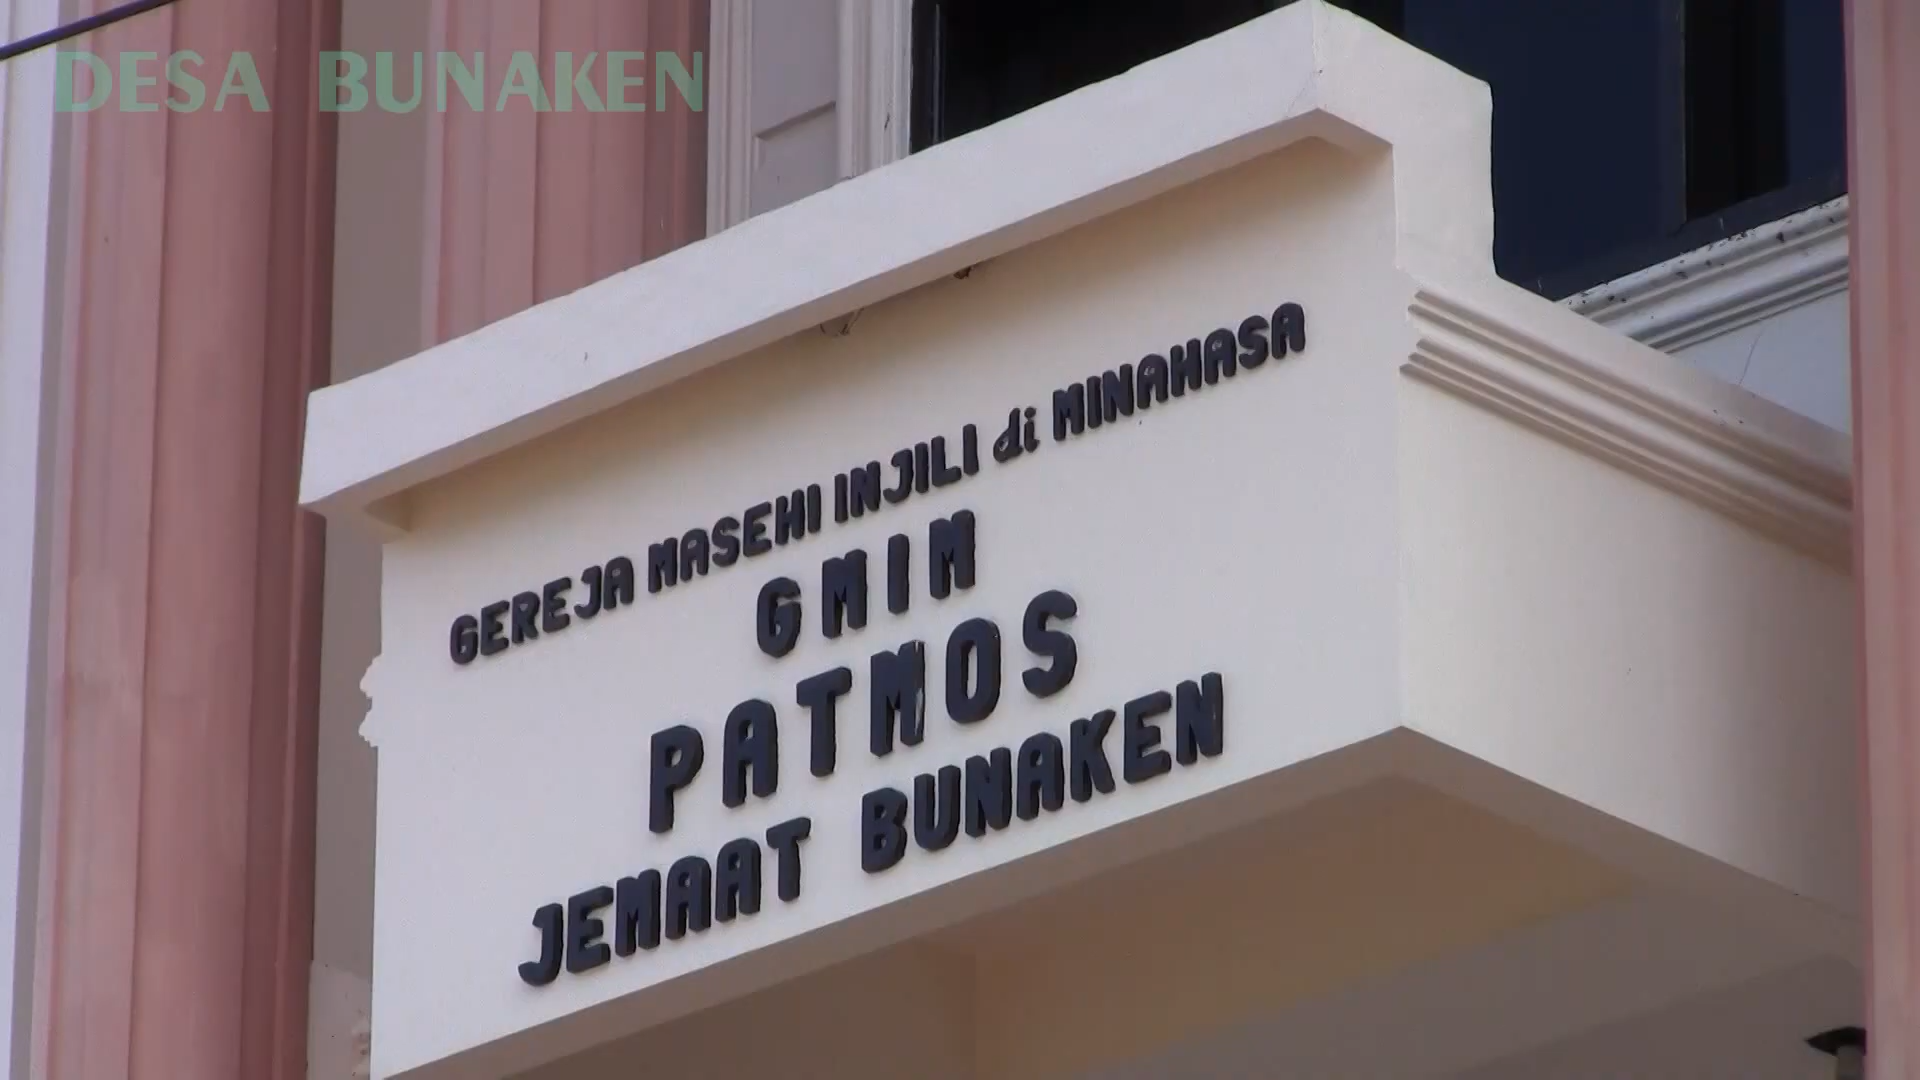 DESA BUNAKEN
GEREJA MASEHI INJILI di MINAHASA
GMIM
PATMOS
JEMAAT BUNAKEN